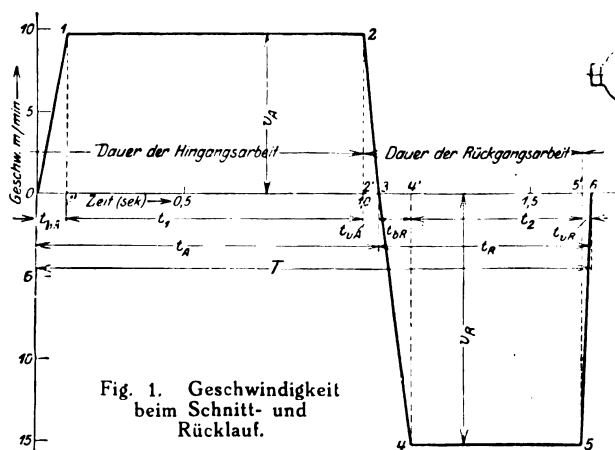 10
1
2
Geschw. m/min
5
v_A
Dauer der Hingangsarbeit
Dauer der Rückgangsarbeit
0
1'
Zeit (sek)
0,5
2'
3
4'
1,5
5'
6
10
t_bA
t_1
t_vA
t_bR
t_2
t_vR
t_A
t_R
T
5
v_R
10
15
4
5
Fig. 1. Geschwindigkeit
beim Schnitt- und
Rücklauf.